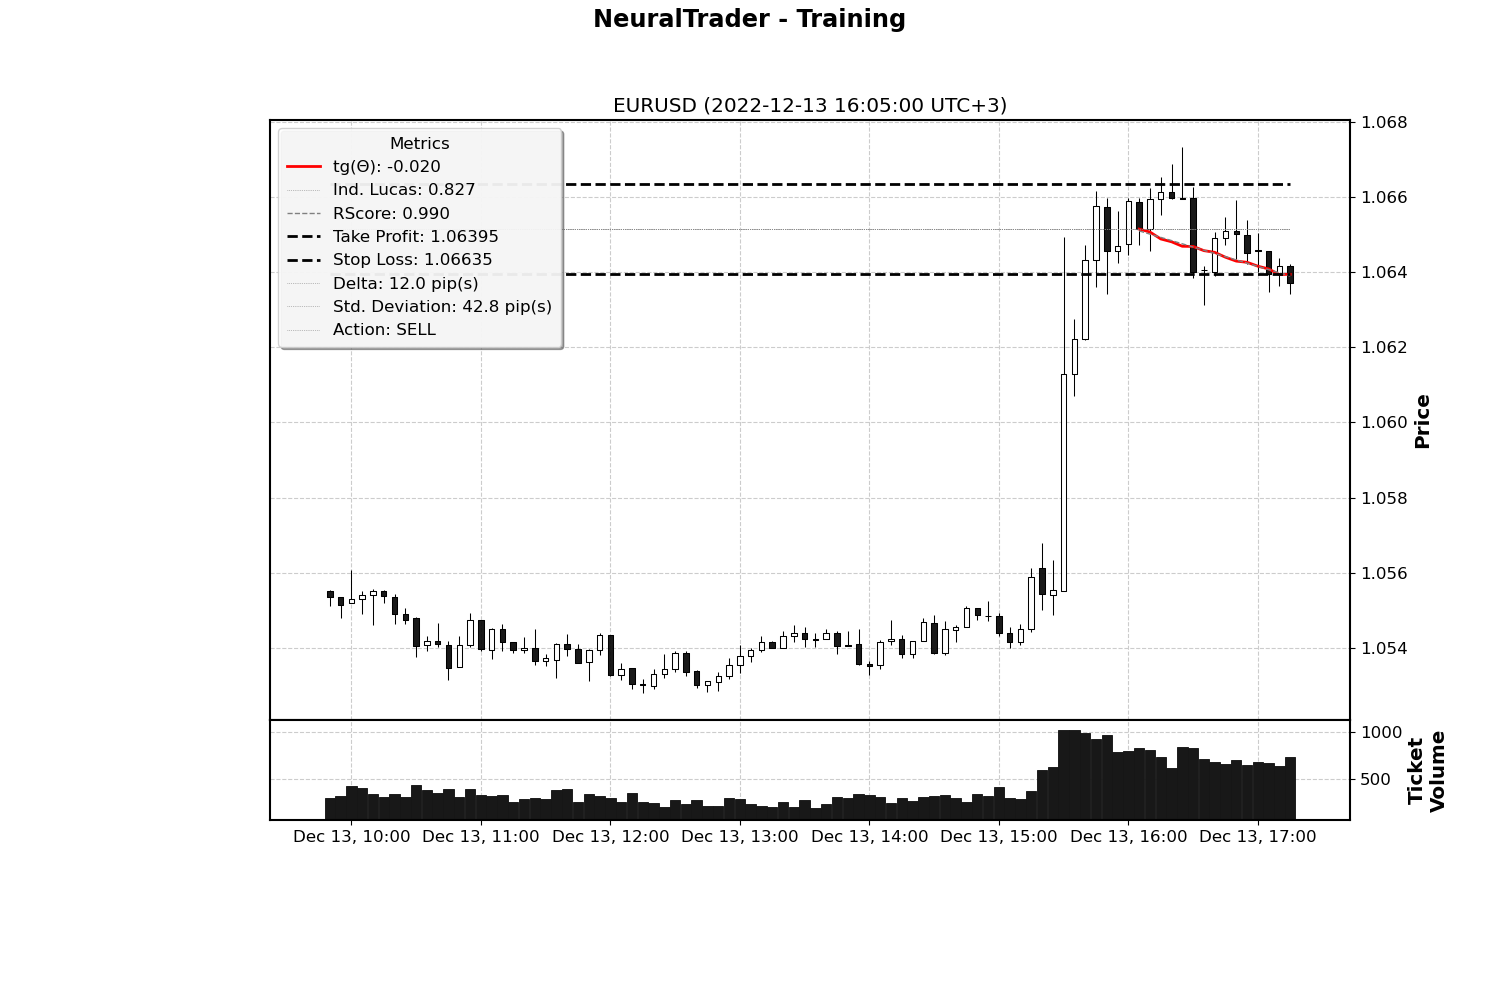 NeuralTrader - Training
EURUSD (2022-12-13 16:05:00 UTC+3)
Metrics
tg(Θ): -0.020
Ind. Lucas: 0.827
RScore: 0.990
Take Profit: 1.06395
Stop Loss: 1.06635
Delta: 12.0 pip(s)
Std. Deviation: 42.8 pip(s)
Action: SELL
1.068
1.066
1.064
1.062
1.060
1.058
1.056
1.054
Price
1000
500
Ticket
Volume
Dec 13, 10:00 Dec 13, 11:00 Dec 13, 12:00 Dec 13, 13:00 Dec 13, 14:00 Dec 13, 15:00 Dec 13, 16:00 Dec 13, 17:00